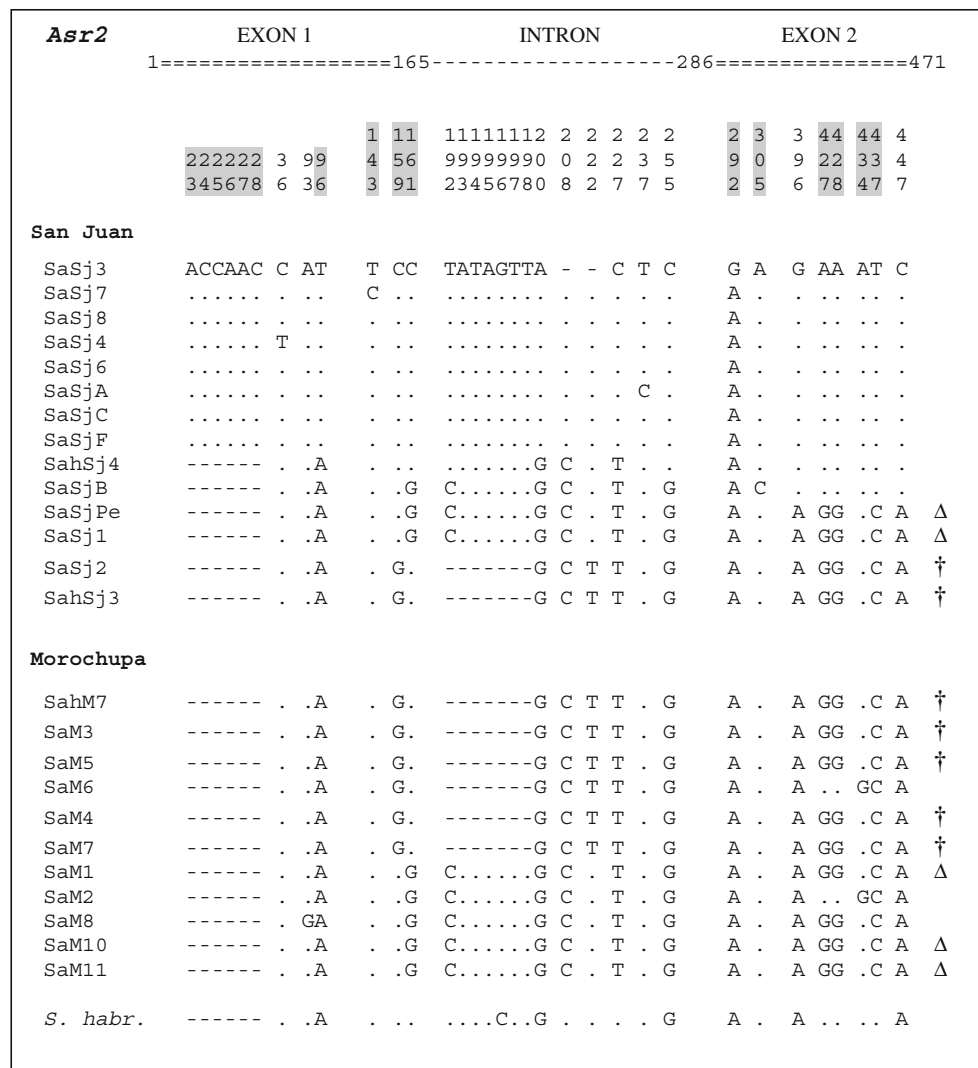 Asr2 EXON 1 INTRON EXON 2
1==================165-------------------286===============471
1 11 11111112 2 2 2 2 2 2 3 3 44 44 4
222222 3 99 4 56 99999990 0 2 2 3 5 9 0 9 22 33 4
345678 6 36 3 91 23456780 8 2 7 7 5 2 5 6 78 47 7
San Juan
SaSj3 ACCAAC C AT T CC TATAGTTA - - C T C G A G AA AT C
SaSj7 ...... . .. C .. ........ . . . . . A . . .. .. .
SaSj8 ...... . .. . .. ........ . . . . . A . . .. .. .
SaSj4 ...... T .. . .. ........ . . . . . A . . .. .. .
SaSj6 ...... . .. . .. ........ . . . . . A . . .. .. .
SaSjA ...... . .. . .. ........ . . . C . A . . .. .. .
SaSjC ...... . .. . .. ........ . . . . . A . . .. .. .
SaSjF ...... . .. . .. ........ . . . . . A . . .. .. .
SahSj4 ------ . .A . .. .......G C . T . . A . . .. .. .
SaSjB ------ . .A . .G C......G C . T . G A C . .. .. .
SaSjPe ------ . .A . .G C......G C . T . G A . A GG .C A Δ
SaSj1 ------ . .A . .G C......G C . T . G A . A GG .C A Δ
SaSj2 ------ . .A . G. -------G C T T . G A . A GG .C A †
SahSj3 ------ . .A . G. -------G C T T . G A . A GG .C A †
Morochupa
SahM7 ------ . .A . G. -------G C T T . G A . A GG .C A †
SaM3 ------ . .A . G. -------G C T T . G A . A GG .C A †
SaM5 ------ . .A . G. -------G C T T . G A . A GG .C A †
SaM6 ------ . .A . G. -------G C T T . G A . A .. GC A
SaM4 ------ . .A . G. -------G C T T . G A . A GG .C A †
SaM7 ------ . .A . G. -------G C T T . G A . A GG .C A †
SaM1 ------ . .A . .G C......G C . T . G A . A GG .C A Δ
SaM2 ------ . .A . .G C......G C . T . G A . A .. GC A
SaM8 ------ . GA . .G C......G C . T . G A . A GG .C A
SaM10 ------ . .A . .G C......G C . T . G A . A GG .C A Δ
SaM11 ------ . .A . .G C......G C . T . G A . A GG .C A Δ
S. habr. ------ . .A . .. ....C..G . . . . G A . A .. .. A